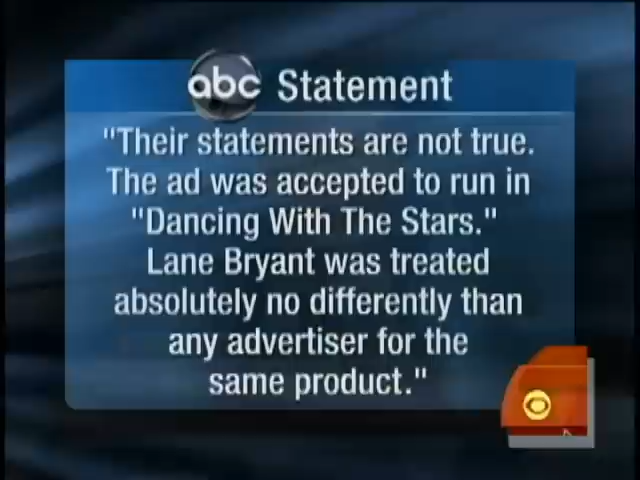 abc Statement
"Their statements are not true.
The ad was accepted to run in
"Dancing With The Stars."
Lane Bryant was treated
absolutely no differently than
any advertiser for the
same product."